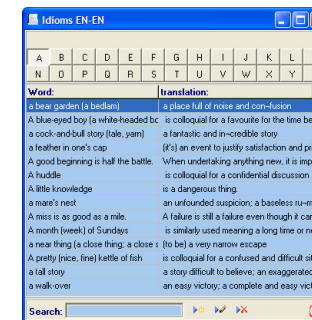 Idioms EN-EN
A B C D E F G H I J K L
N O P Q R S T U V W X Y
Word: translation:
a bear garden (a bedlam) a place full of noise and con-fusion
A blue-eyed boy (a white-headed bo is colloquial for a favourite for the time be
a cock-and-bull story (tale, yarn) a fantastic and in-credible story
a feather in one's cap (it's) an event to justify satisfaction and pr
A good beginning is half the battle. When undertaking anything new, it is imp
A huddle is colloquial for a confidential discussion
A little knowledge is a dangerous thing.
a mare's nest an unfounded suspicion; a baseless ru-m
A miss is as good as a mile. A failure is still a failure even though it can
A month (week) of Sundays is similarly used meaning a long time or ne
a near thing (a close thing; a close s (to be) a very narrow escape
A pretty (nice, fine) kettle of fish is colloquial for a confused and difficult sit
a tall story a story difficult to believe; an exaggerated
a walk-over an easy victory; a complete and easy vict
Search: